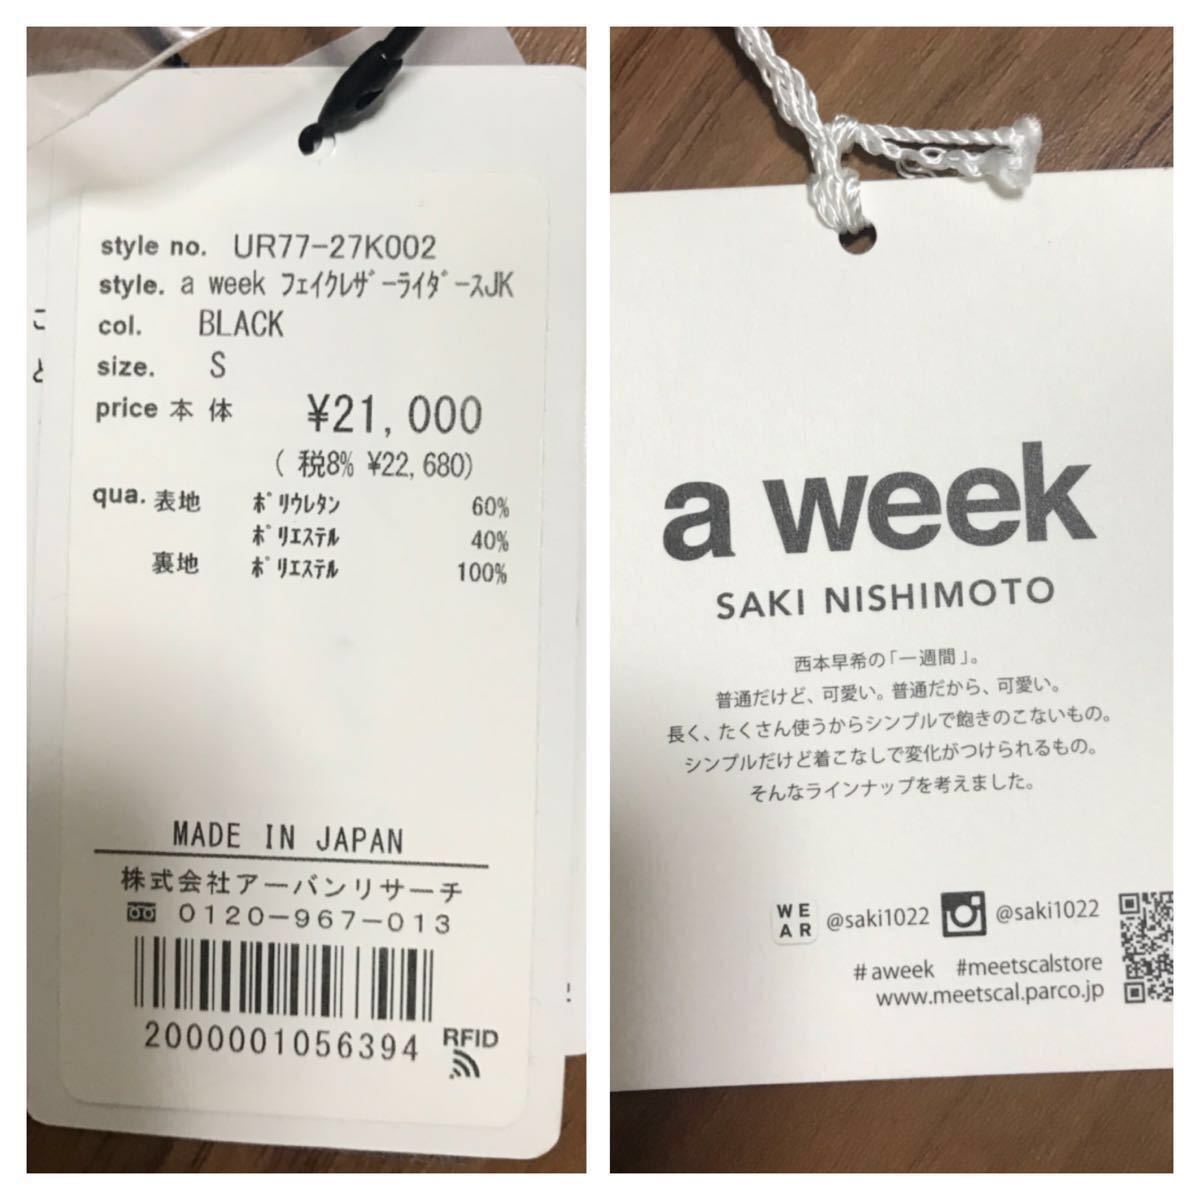 style no. UR77-27K002
style. a week ﾌｪｲｸﾚｻﾞｰﾗｲﾀﾞｰｽJK
col. BLACK
size. S
price 本 体 ¥21,000
( 税8% ¥22,680)
qua. 表地 ﾎﾟﾘｳﾚﾀﾝ 60%
ﾎﾟﾘｴｽﾃﾙ 40%
裏地 ﾎﾟﾘｴｽﾃﾙ 100%
MADE IN JAPAN
株式会社アーバンリサーチ
0120-967-013
2000001056394
RFID
こ
と
a week
SAKI NISHIMOTO
西本早希の「一週間」。
普通だけど、可愛い。普通だから、可愛い。
長く、たくさん使うからシンプルで飽きのこないもの。
シンプルだけど着こなしで変化がつけられるもの。
そんなラインナップを考えました。
WE
AR
@saki1022 @saki1022
# aweek #meetscalstore
www.meetscal.parco.jp